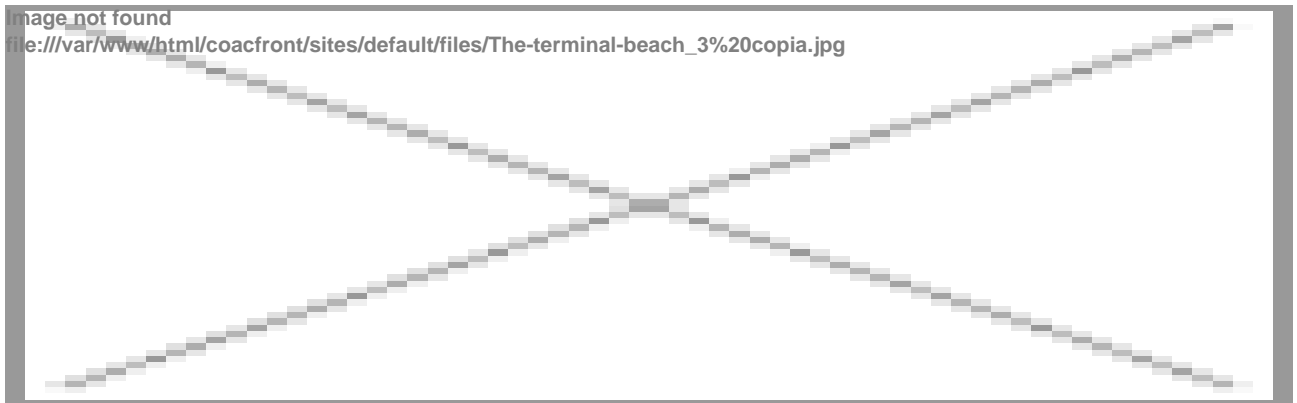 Image not found
file:///var/www/html/coacfront/sites/default/files/The-terminal-beach_3%20copia.jpg